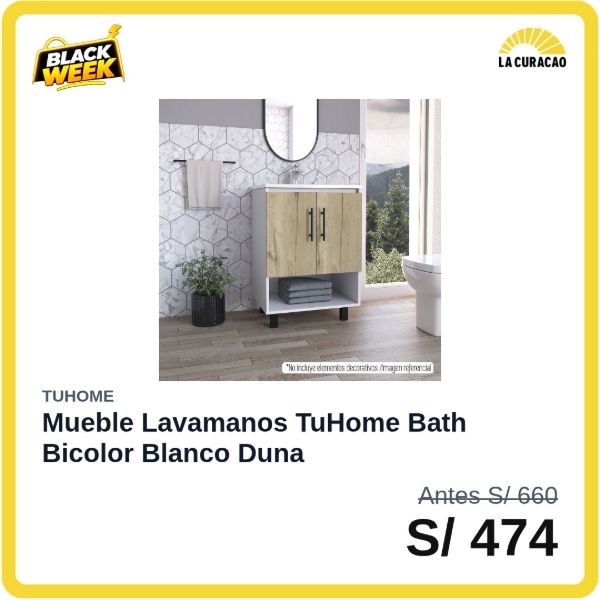 BLACK
WEEK
LA CURACAO
*No incluye elementos decorativos /Imagen referencial
TUHOME
Mueble Lavamanos TuHome Bath
Bicolor Blanco Duna
Antes S/ 660
S/ 474